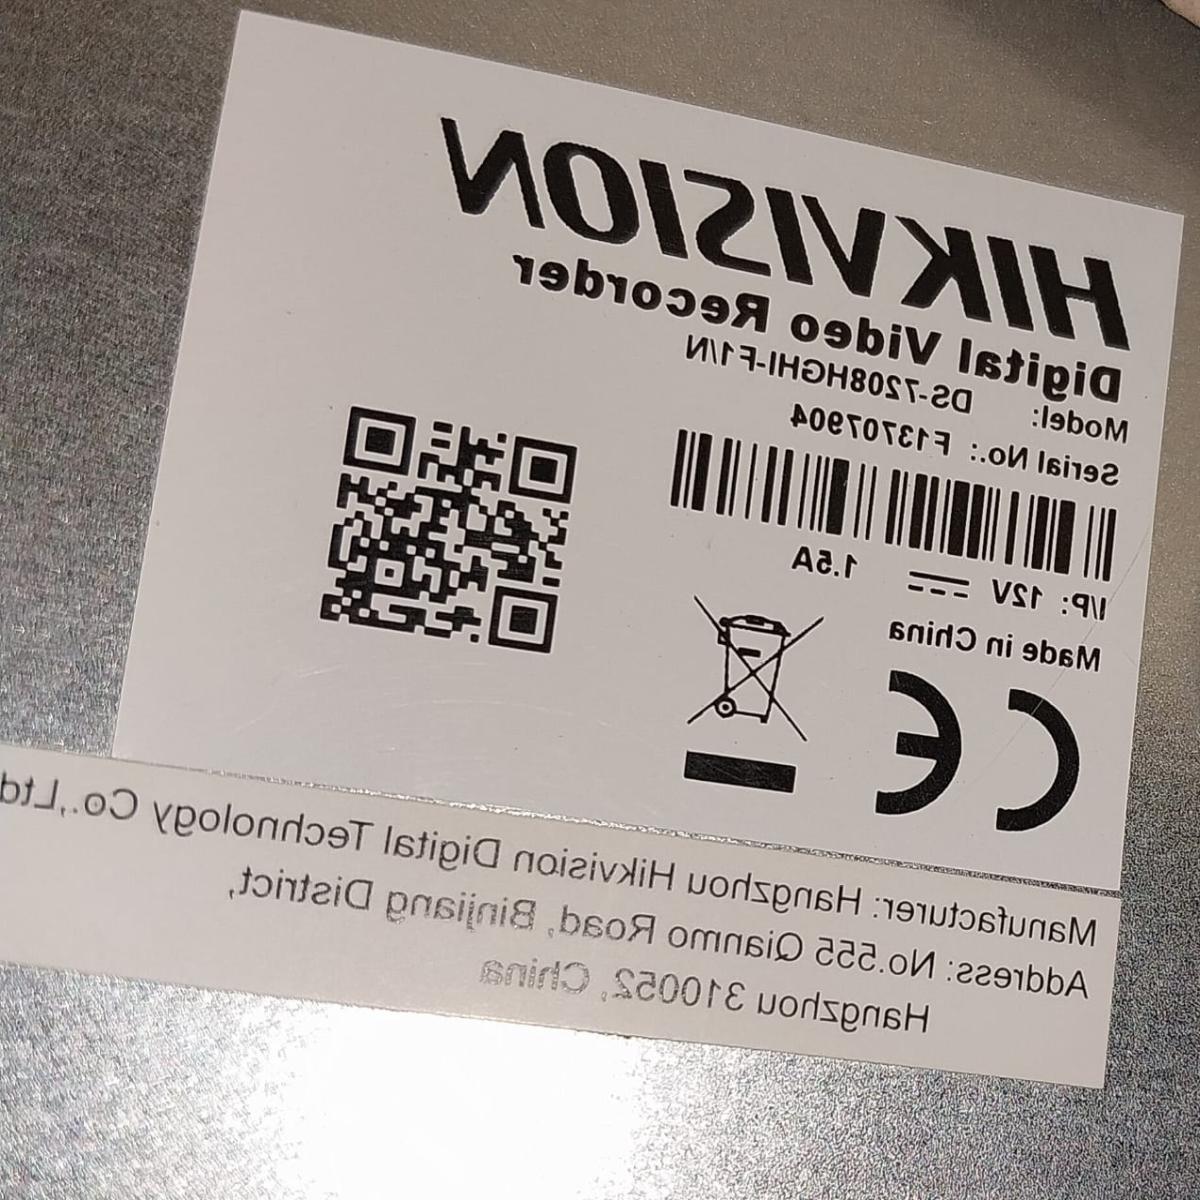 HIKVISION
Digital Video Recorder
Model: DS-7208HGHI-F1/N
Serial No.: F13707904
I/P: 12V ⎓ 1.5A
Made in China
CE
Manufacturer: Hangzhou Hikvision Digital Technology Co.,Ltd
Address: No.555 Qianmo Road, Binjiang District,
Hangzhou 310052, China